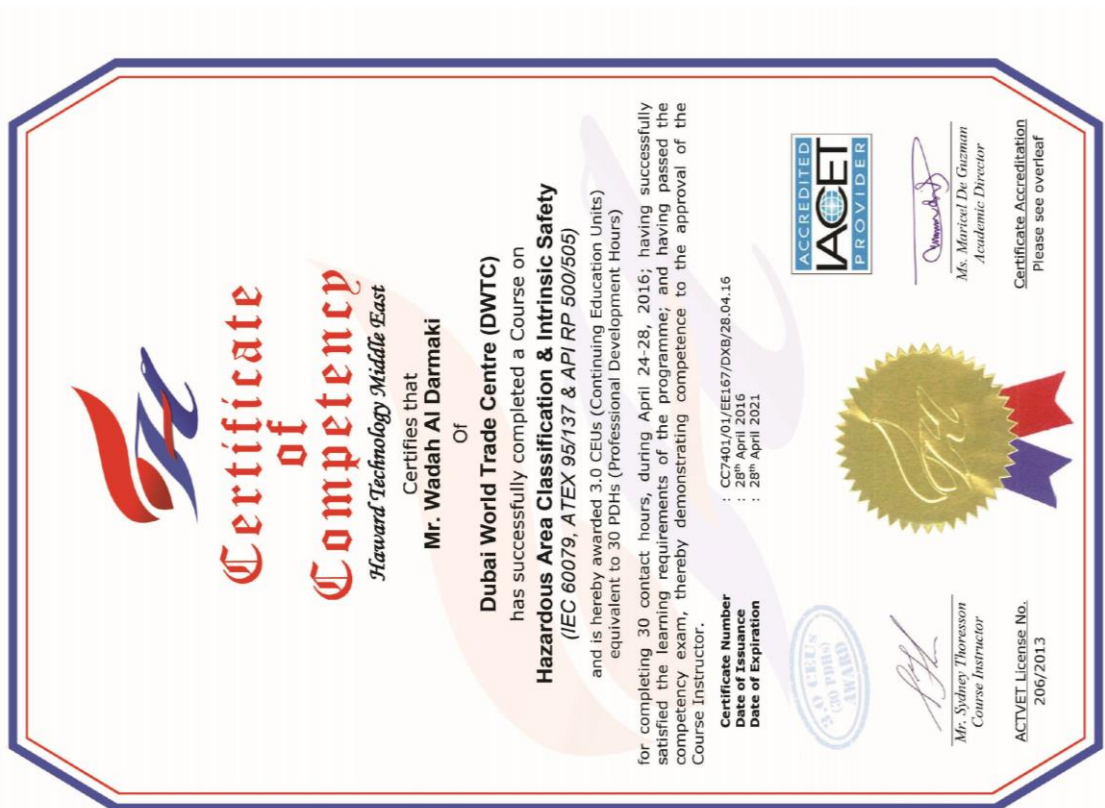 Certificate
of
Competency
Haward Technology Middle East
Certifies that
Mr. Wadah Al Darmaki
Of
Dubai World Trade Centre (DWTC)
has successfully completed a Course on
Hazardous Area Classification & Intrinsic Safety
(IEC 60079, ATEX 95/137 & API RP 500/505)
and is hereby awarded 3.0 CEUs (Continuing Education Units)
equivalent to 30 PDHs (Professional Development Hours)
for completing 30 contact hours, during April 24-28, 2016; having successfully
satisfied the learning requirements of the programme; and having passed the
competency exam, thereby demonstrating competence to the approval of the
Course Instructor.
Certificate Number : CC7401/01/EE167/DXB/28.04.16
Date of Issuance : 28th April 2016
Date of Expiration : 28th April 2021
3.0 CEUs
(30 PDHs)
AWARD
ACCREDITED
IACET
PROVIDER
Mr. Sydney Thoresson
Course Instructor
Ms. Maricel De Guzman
Academic Director
ACTVET License No.
206/2013
Certificate Accreditation
Please see overleaf